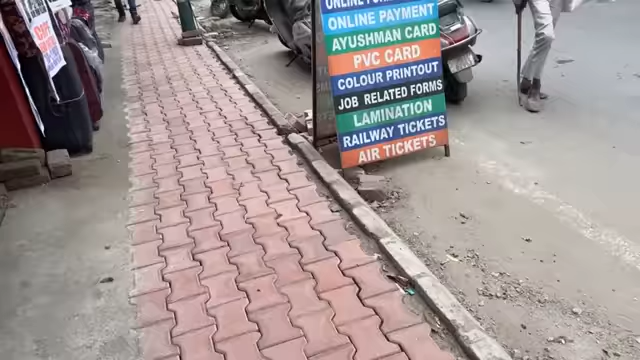 ONLINE PAYMENT
AYUSHMAN CARD
PVC CARD
COLOUR PRINTOUT
JOB RELATED FORMS
LAMINATION
RAILWAY TICKETS
AIR TICKETS